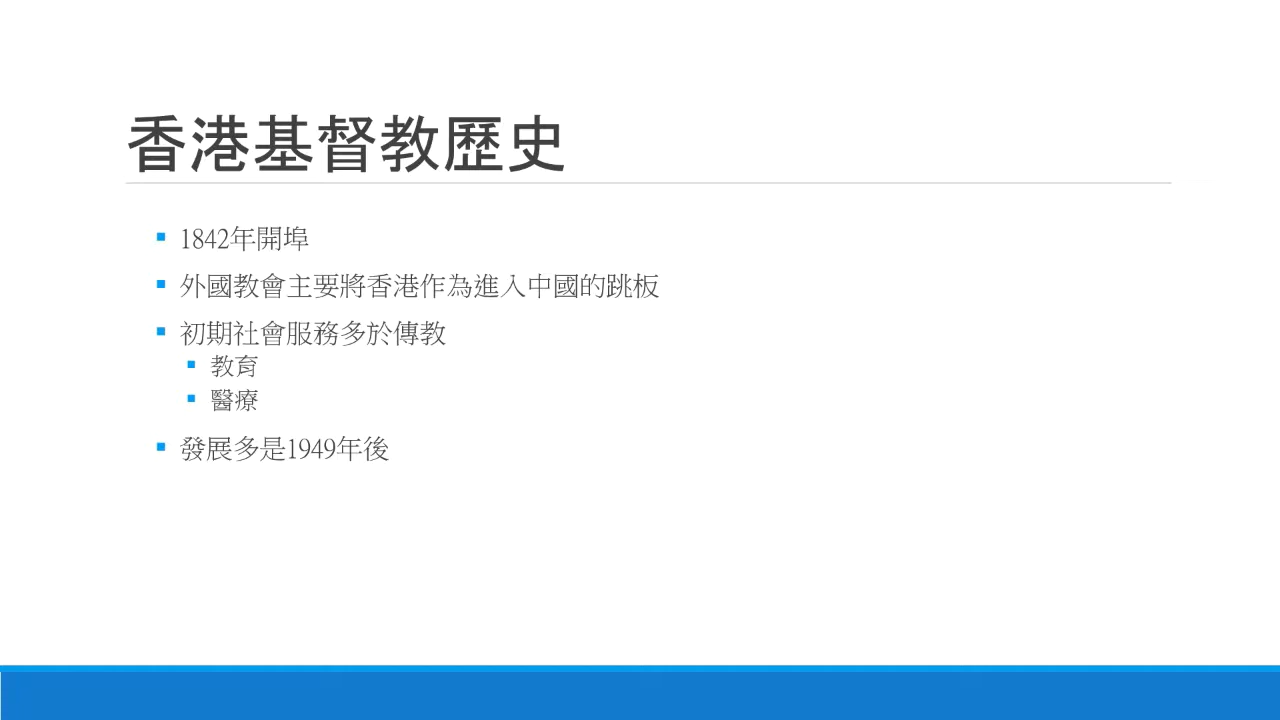 香港基督教歷史
1842年開埠
外國教會主要將香港作為進入中國的跳板
初期社會服務多於傳教
教育
醫療
發展多是1949年後